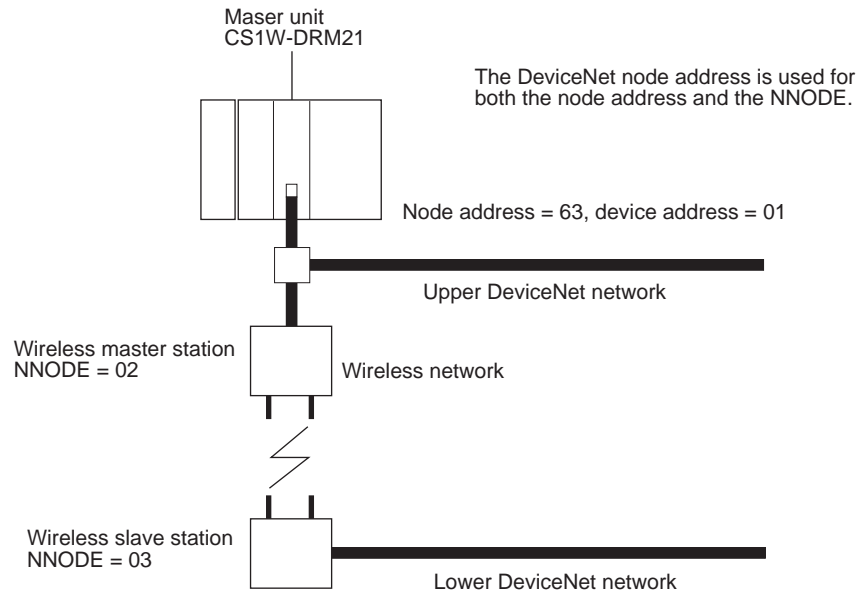 Maser unit
CS1W-DRM21
The DeviceNet node address is used for
both the node address and the NNODE.
Node address = 63, device address = 01
Upper DeviceNet network
Wireless master station
NNODE = 02
Wireless network
Wireless slave station
NNODE = 03
Lower DeviceNet network